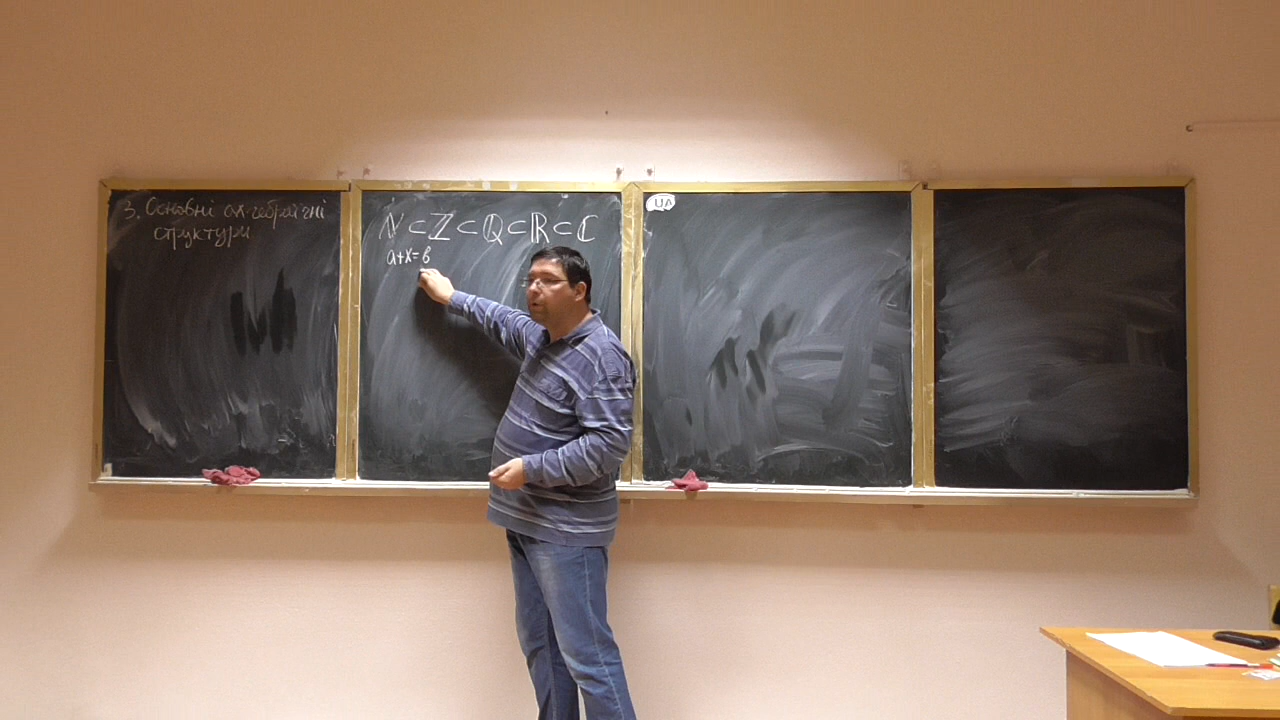 3. Основні алгебраїчні
структури
ℕ ⊂ ℤ ⊂ ℚ ⊂ ℝ ⊂ ℂ
a+x=b
UA